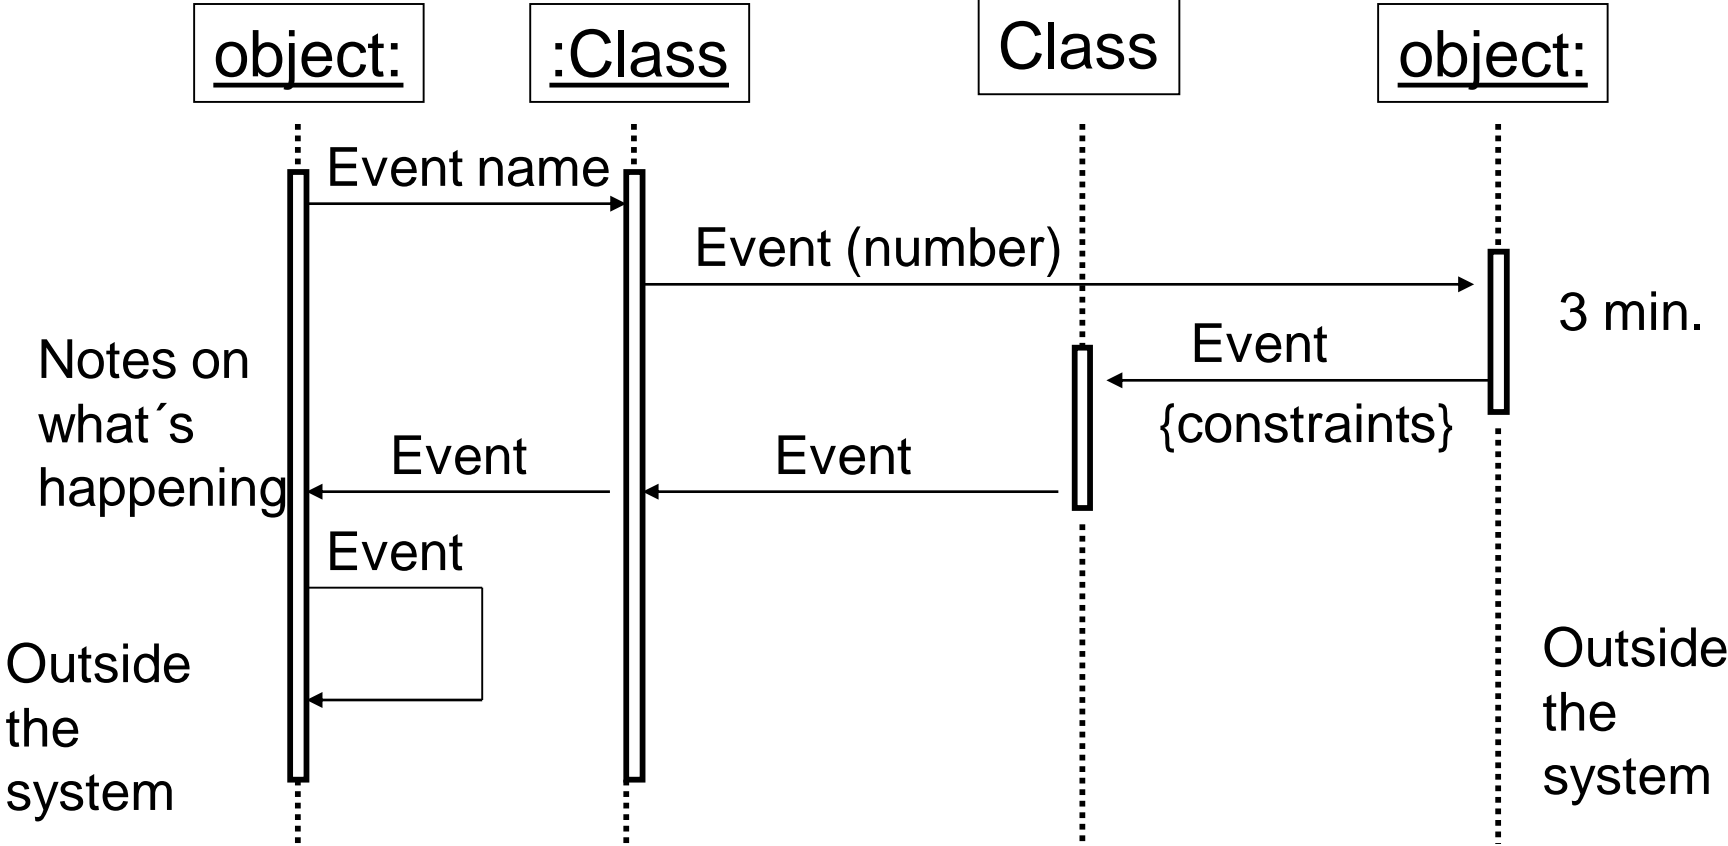 object:
:Class
Class
object:
Event name
Event (number)
3 min.
Event
{constraints}
Notes on
what´s
happening
Event
Event
Event
Outside
the
system
Outside
the
system